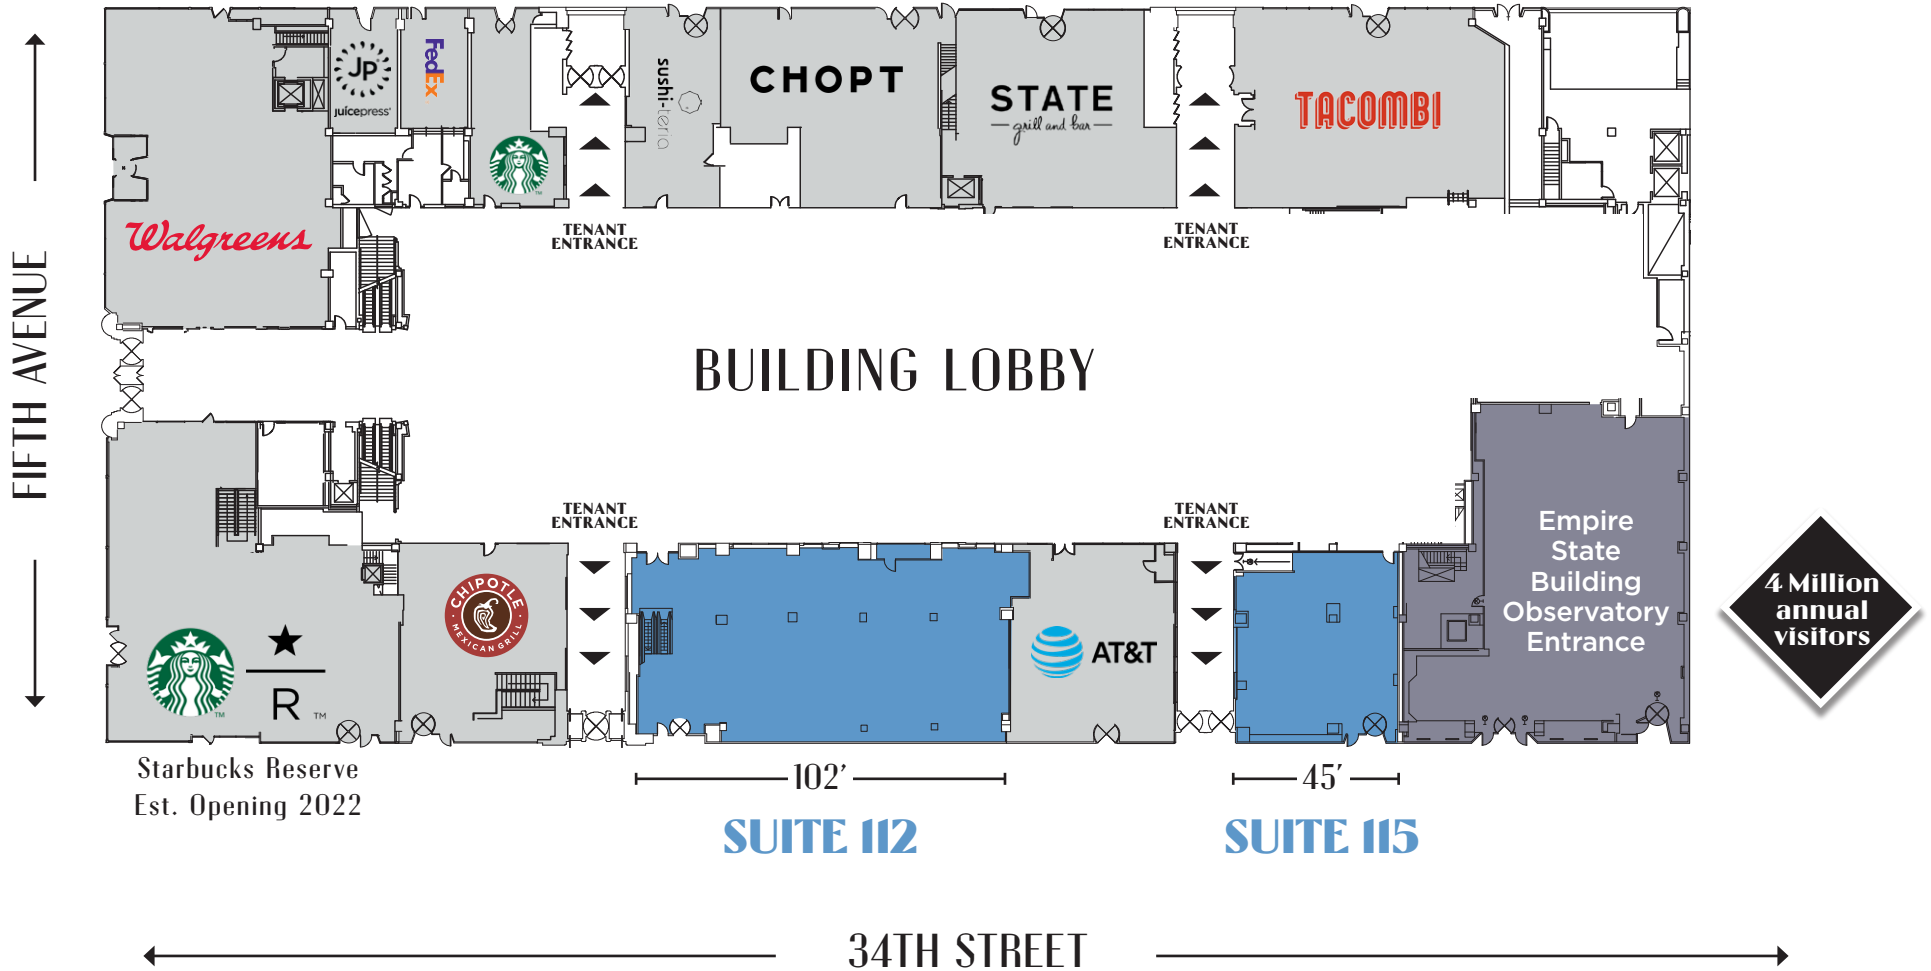 JP
juicepress
FedEx
sushi-teria
CHOPT
STATE
grill and bar
TACOMBI
Walgreens
TENANT
ENTRANCE
TENANT
ENTRANCE
FIFTH AVENUE
BUILDING LOBBY
TENANT
ENTRANCE
TENANT
ENTRANCE
Empire
State
Building
Observatory
Entrance
4 Million
annual
visitors
CHIPOTLE
MEXICAN GRILL
AT&T
R TM
Starbucks Reserve
Est. Opening 2022
102'
45'
SUITE 112
SUITE 115
34TH STREET